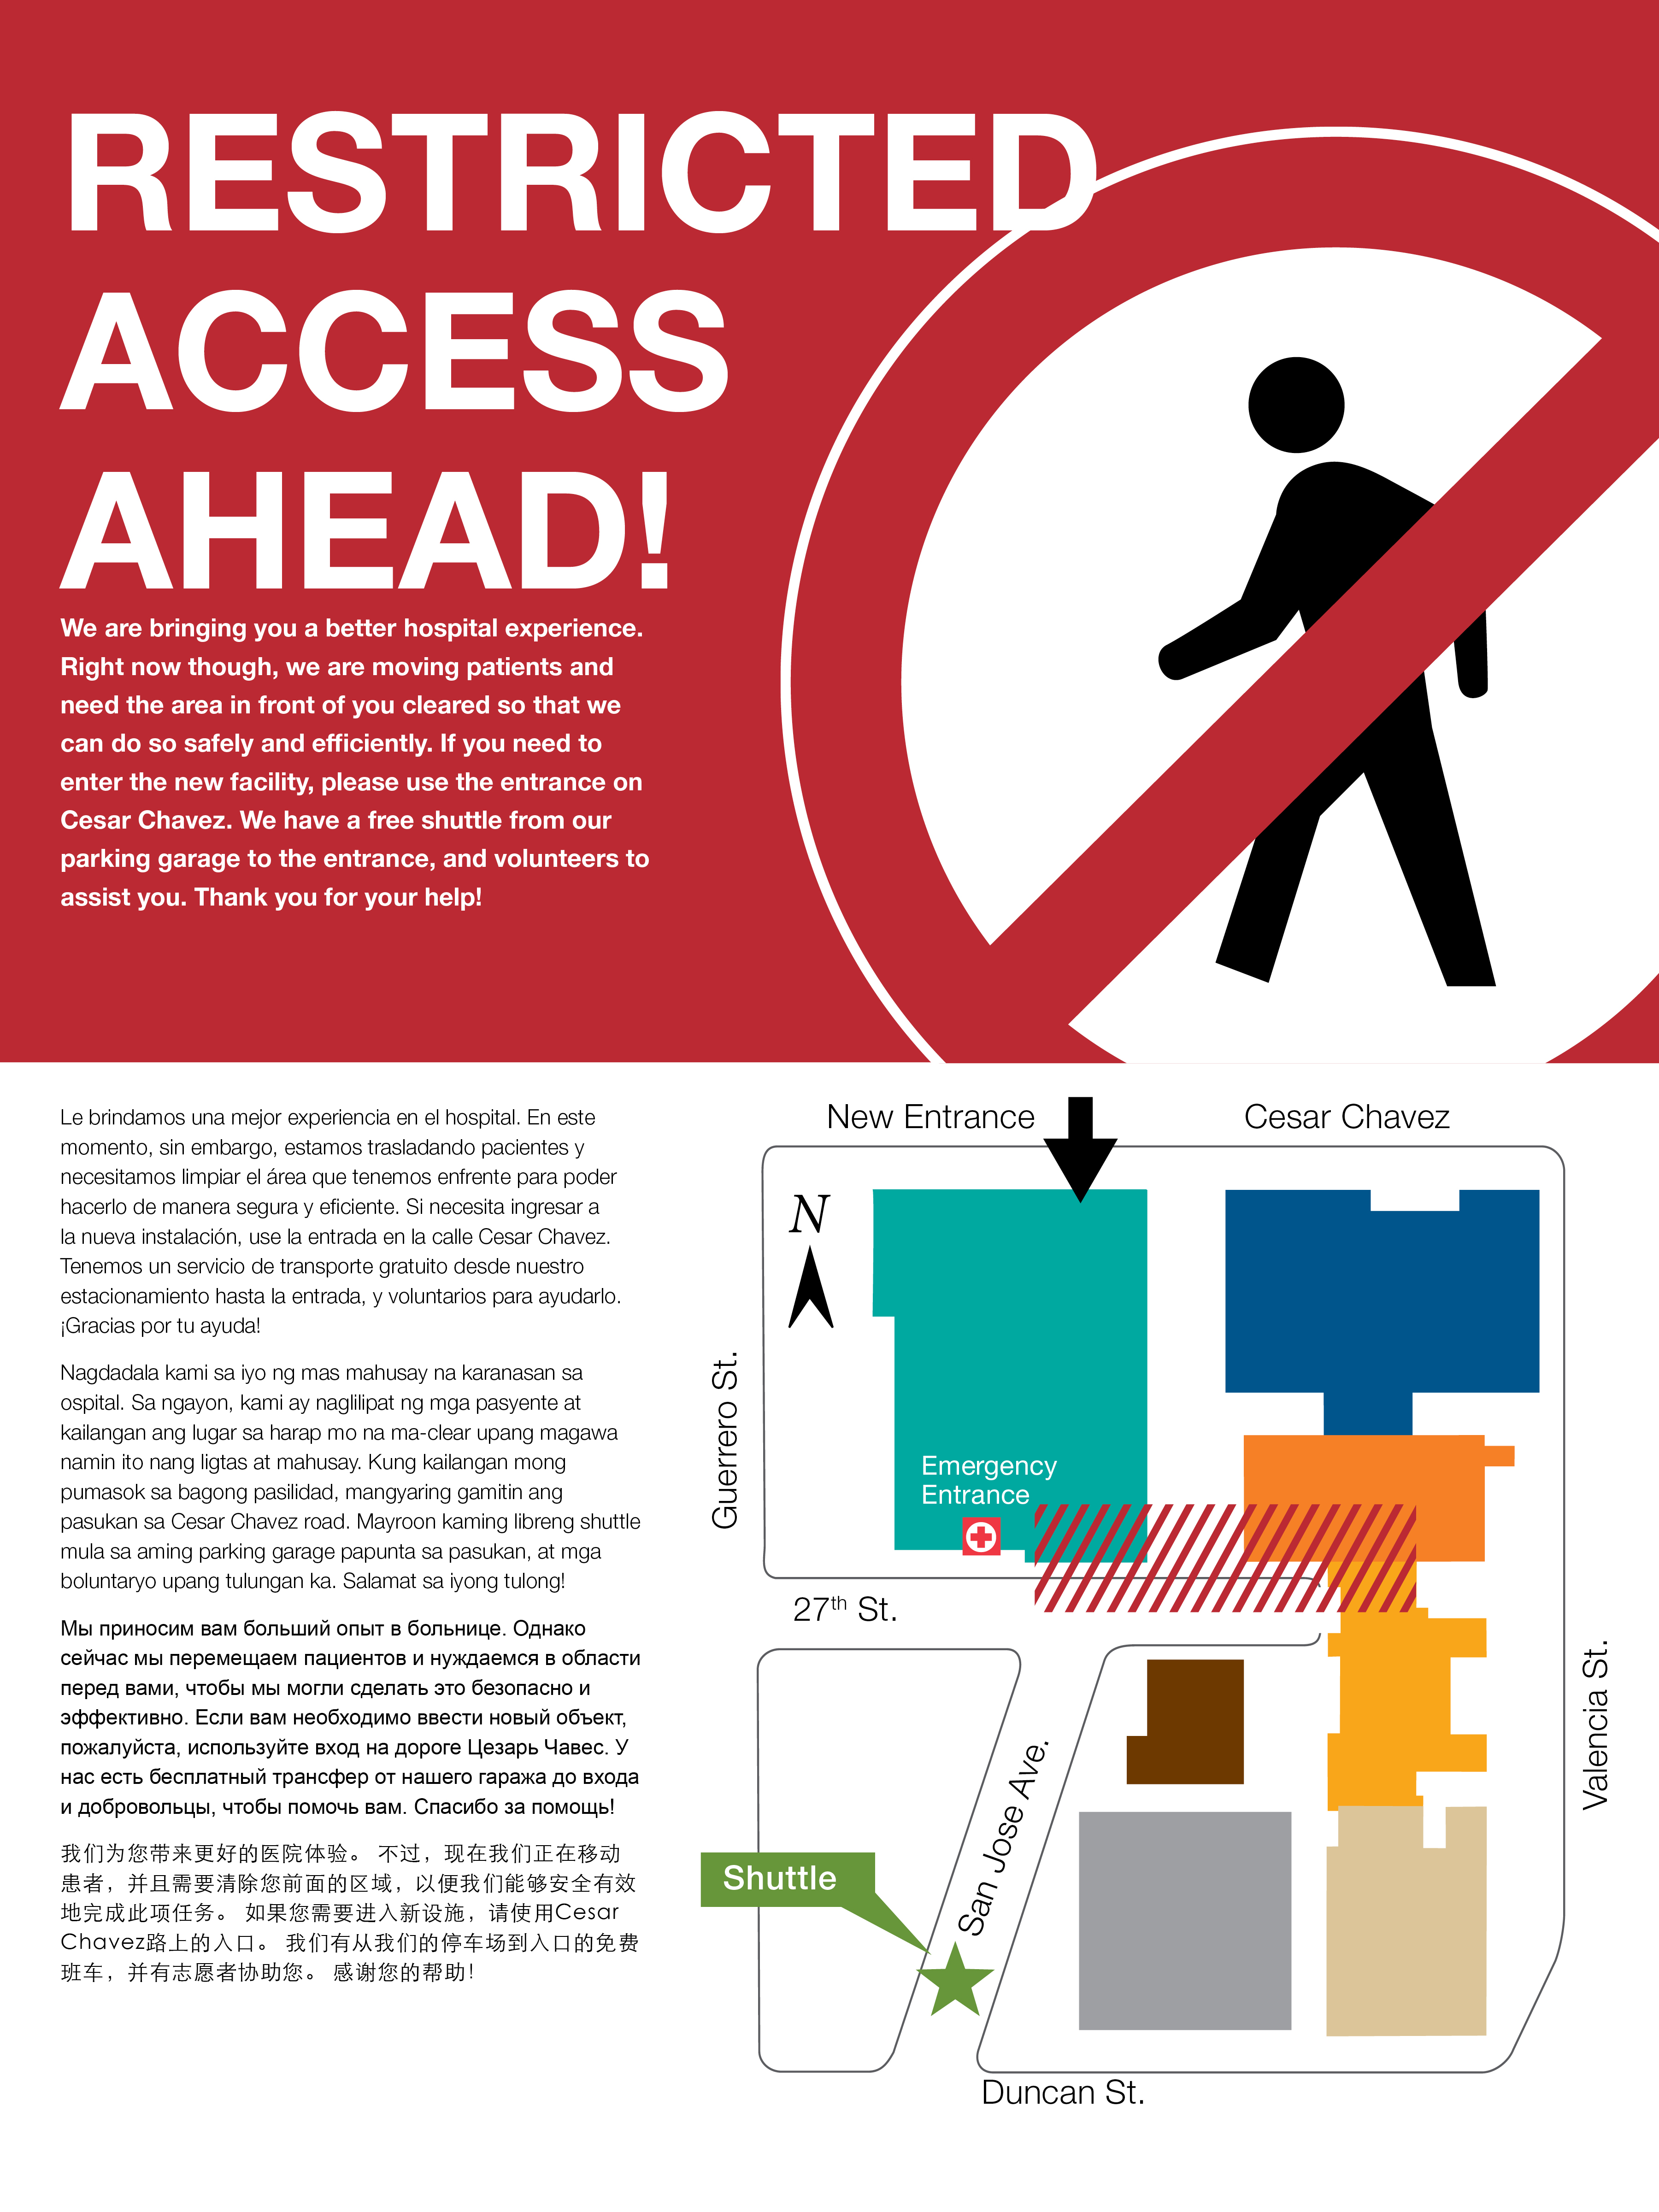 RESTRICTED
ACCESS
AHEAD!
We are bringing you a better hospital experience.
Right now though, we are moving patients and
need the area in front of you cleared so that we
can do so safely and efficiently. If you need to
enter the new facility, please use the entrance on
Cesar Chavez. We have a free shuttle from our
parking garage to the entrance, and volunteers to
assist you. Thank you for your help!
Le brindamos una mejor experiencia en el hospital. En este
momento, sin embargo, estamos trasladando pacientes y
necesitamos limpiar el área que tenemos enfrente para poder
hacerlo de manera segura y eficiente. Si necesita ingresar a
la nueva instalación, use la entrada en la calle Cesar Chavez.
Tenemos un servicio de transporte gratuito desde nuestro
estacionamiento hasta la entrada, y voluntarios para ayudarlo.
¡Gracias por tu ayuda!
Nagdadala kami sa iyo ng mas mahusay na karanasan sa
ospital. Sa ngayon, kami ay naglilipat ng mga pasyente at
kailangan ang lugar sa harap mo na ma-clear upang magawa
namin ito nang ligtas at mahusay. Kung kailangan mong
pumasok sa bagong pasilidad, mangyaring gamitin ang
pasukan sa Cesar Chavez road. Mayroon kaming libreng shuttle
mula sa aming parking garage papunta sa pasukan, at mga
boluntaryo upang tulungan ka. Salamat sa iyong tulong!
Мы приносим вам больший опыт в больнице. Однако
сейчас мы перемещаем пациентов и нуждаемся в области
перед вами, чтобы мы могли сделать это безопасно и
эффективно. Если вам необходимо ввести новый объект,
пожалуйста, используйте вход на дороге Цезарь Чавес. У
нас есть бесплатный трансфер от нашего гаража до входа
и добровольцы, чтобы помочь вам. Спасибо за помощь!
我们为您带来更好的医院体验。 不过，现在我们正在移动
患者，并且需要清除您前面的区域，以便我们能够安全有效
地完成此项任务。 如果您需要进入新设施，请使用Cesar
Chavez路上的入口。 我们有从我们的停车场到入口的免费
班车，并有志愿者协助您。 感谢您的帮助！
New Entrance
Cesar Chavez
N
Guerrero St.
Emergency
Entrance
27th St.
Valencia St.
San Jose Ave.
Shuttle
Duncan St.